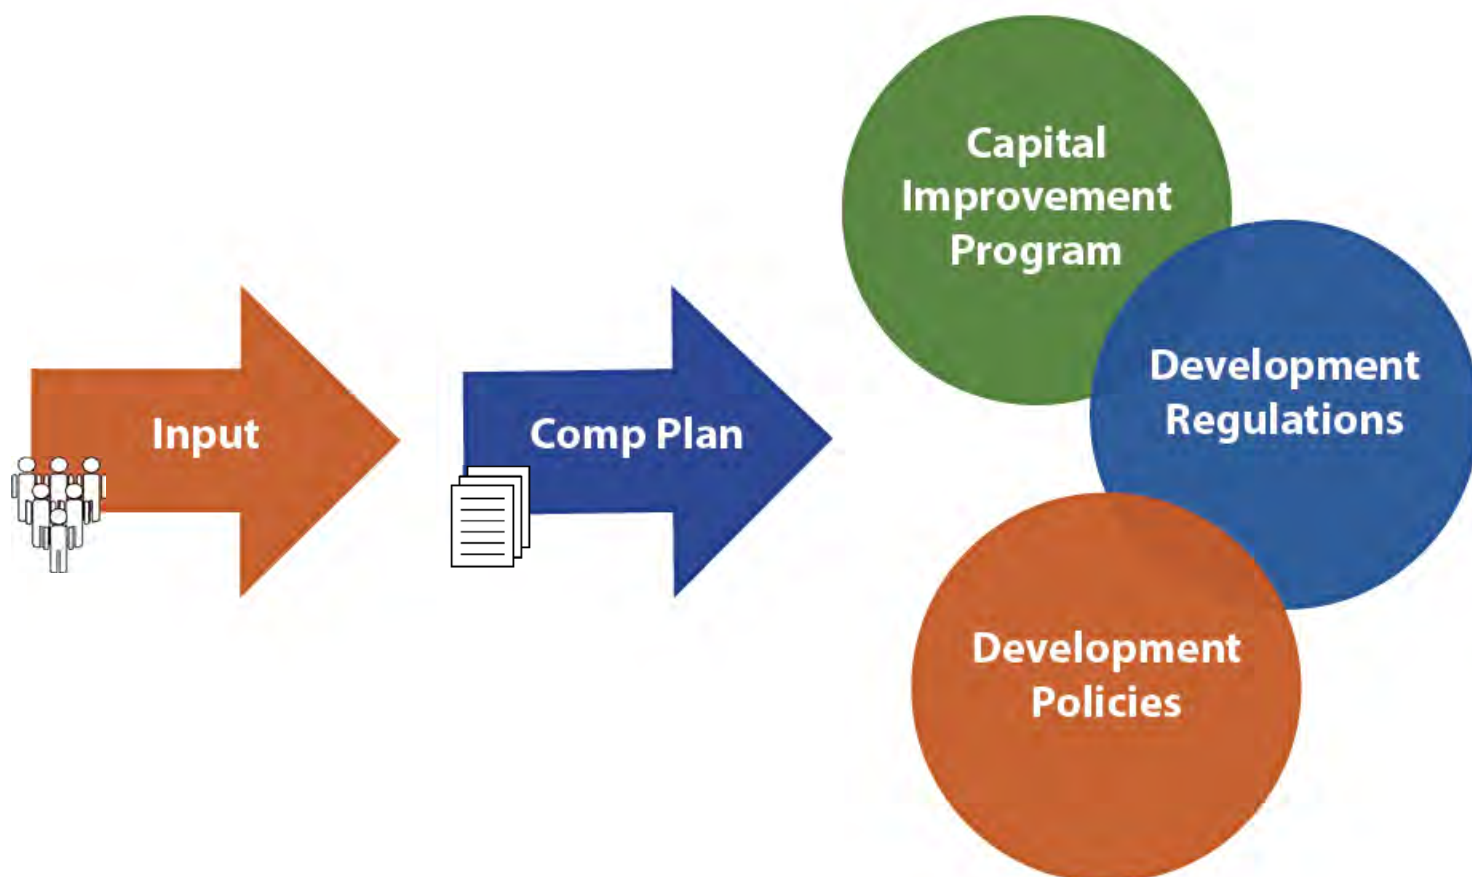 Input
Comp Plan
Capital
Improvement
Program
Development
Regulations
Development
Policies